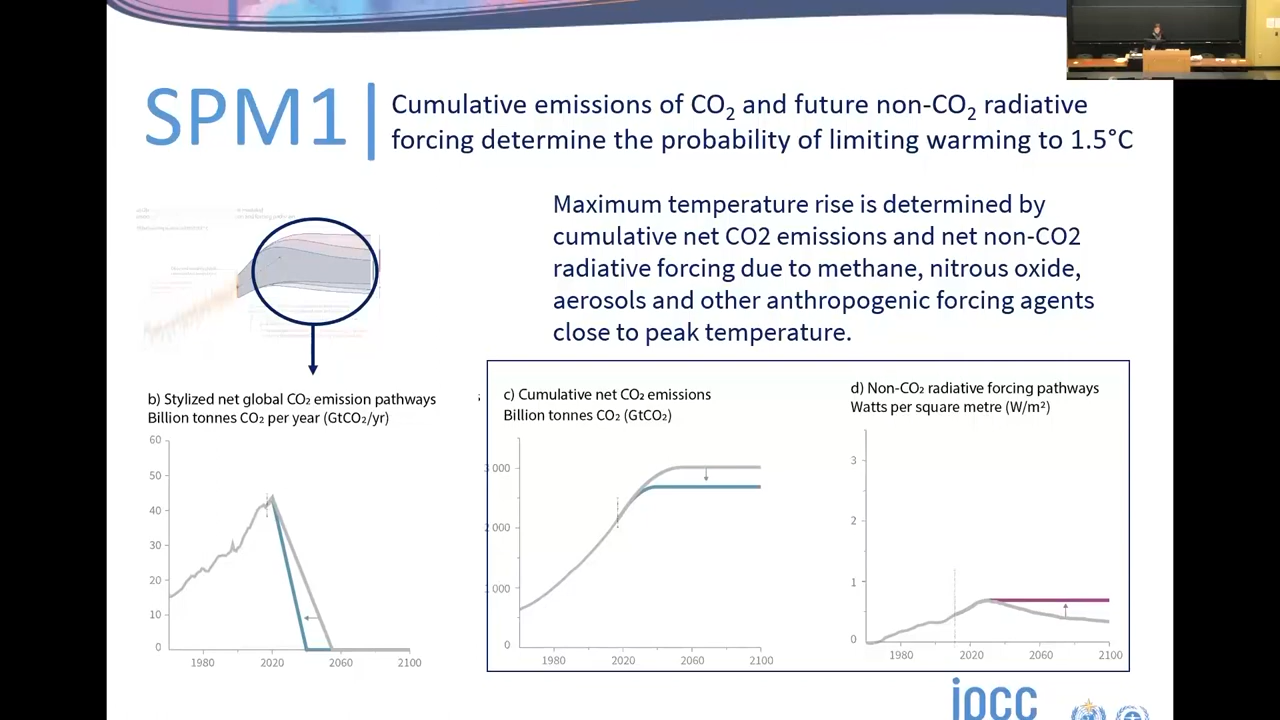 SPM1
Cumulative emissions of CO₂ and future non-CO₂ radiative
forcing determine the probability of limiting warming to 1.5°C
Maximum temperature rise is determined by
cumulative net CO2 emissions and net non-CO2
radiative forcing due to methane, nitrous oxide,
aerosols and other anthropogenic forcing agents
close to peak temperature.
b) Stylized net global CO₂ emission pathways
Billion tonnes CO₂ per year (GtCO₂/yr)
60
50
40
30
20
10
0
1980 2020 2060 2100
c) Cumulative net CO₂ emissions
Billion tonnes CO₂ (GtCO₂)
3 000
2 000
1 000
0
1980 2020 2060 2100
d) Non-CO₂ radiative forcing pathways
Watts per square metre (W/m²)
3
2
1
0
1980 2020 2060 2100
ipcc